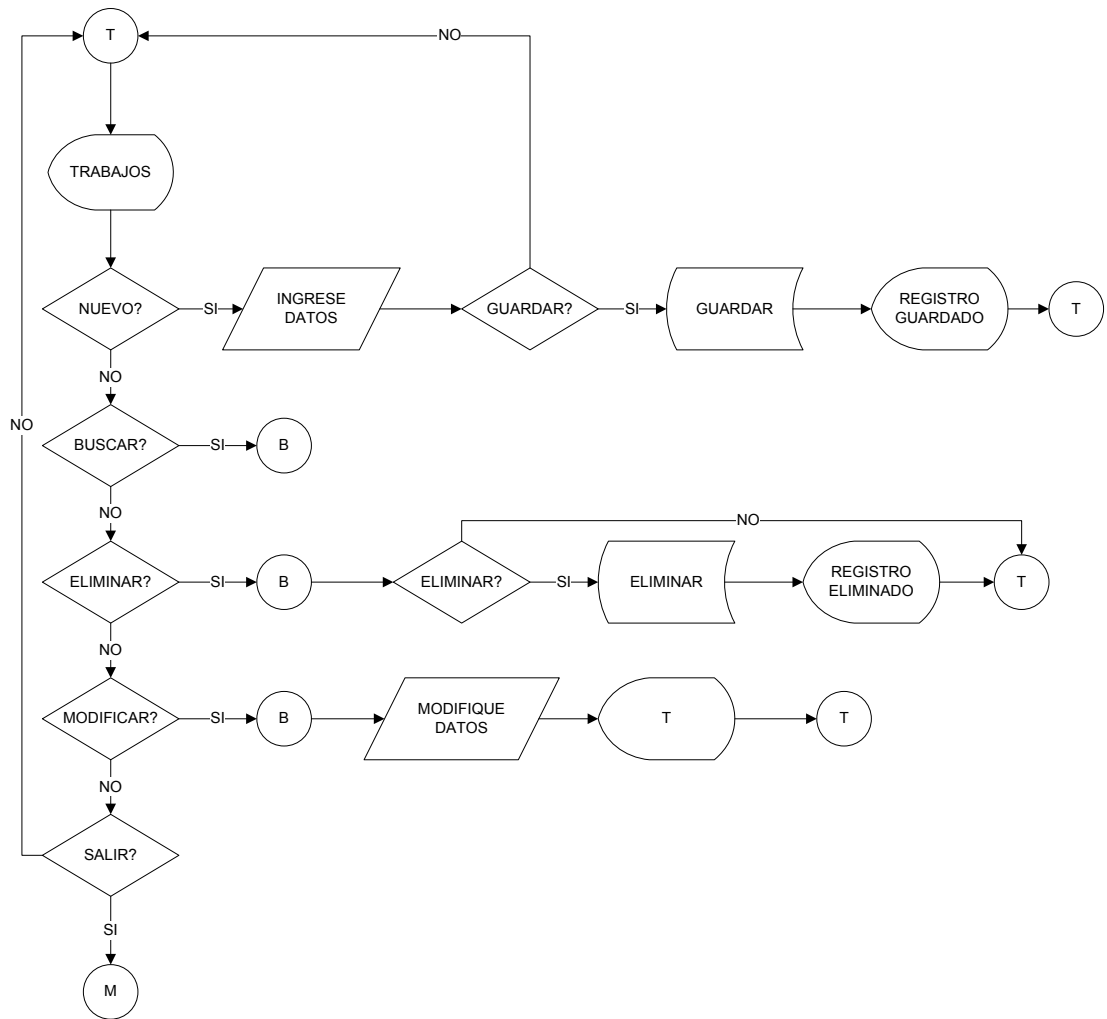 T
NO
TRABAJOS
NUEVO?
SI
INGRESE
DATOS
GUARDAR?
SI
GUARDAR
REGISTRO
GUARDADO
T
NO
NO
BUSCAR?
SI
B
NO
NO
ELIMINAR?
SI
B
ELIMINAR?
SI
ELIMINAR
REGISTRO
ELIMINADO
T
NO
MODIFICAR?
SI
B
MODIFIQUE
DATOS
T
T
NO
SALIR?
SI
M